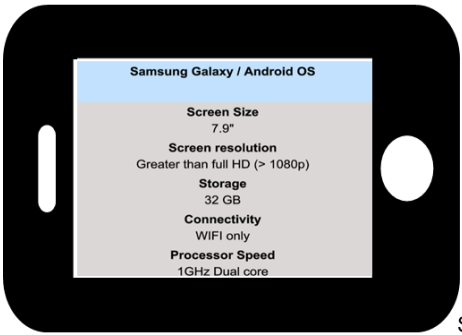 Samsung Galaxy / Android OS
Screen Size
7.9"
Screen resolution
Greater than full HD (> 1080p)
Storage
32 GB
Connectivity
WIFI only
Processor Speed
1GHz Dual core